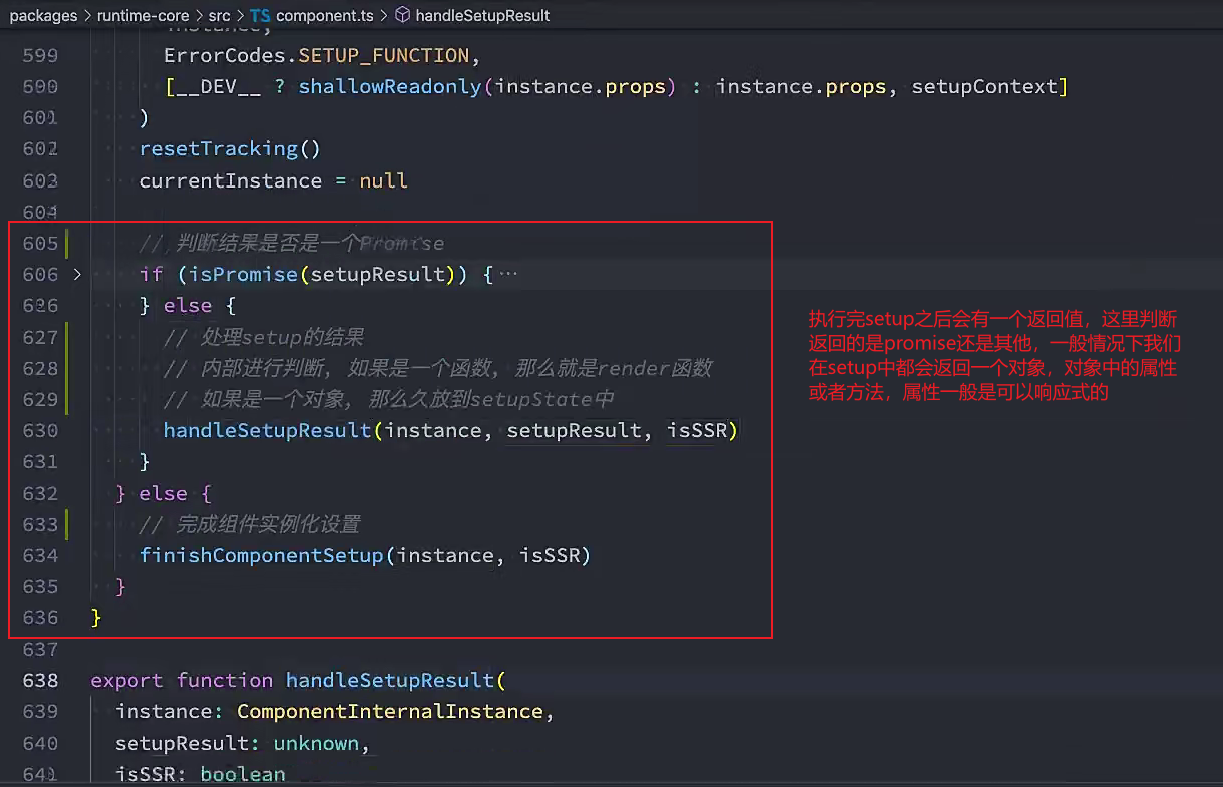 packages > runtime-core > src > TS component.ts > handleSetupResult
instance,
599 ErrorCodes.SETUP_FUNCTION,
600 [__DEV__ ? shallowReadonly(instance.props) : instance.props, setupContext]
601 )
602 resetTracking()
603 currentInstance = null
604
605 // 判断结果是否是一个Promise
606 if (isPromise(setupResult)) {···
626 } else {
627 // 处理setup的结果
628 // 内部进行判断, 如果是一个函数, 那么就是render函数
629 // 如果是一个对象, 那么久放到setupState中
630 handleSetupResult(instance, setupResult, isSSR)
631 }
632 } else {
633 // 完成组件实例化设置
634 finishComponentSetup(instance, isSSR)
635 }
636 }
执行完setup之后会有一个返回值，这里判断
返回的是promise还是其他，一般情况下我们
在setup中都会返回一个对象，对象中的属性
或者方法，属性一般是可以响应式的
637
638 export function handleSetupResult(
639 instance: ComponentInternalInstance,
640 setupResult: unknown,
641 isSSR: boolean